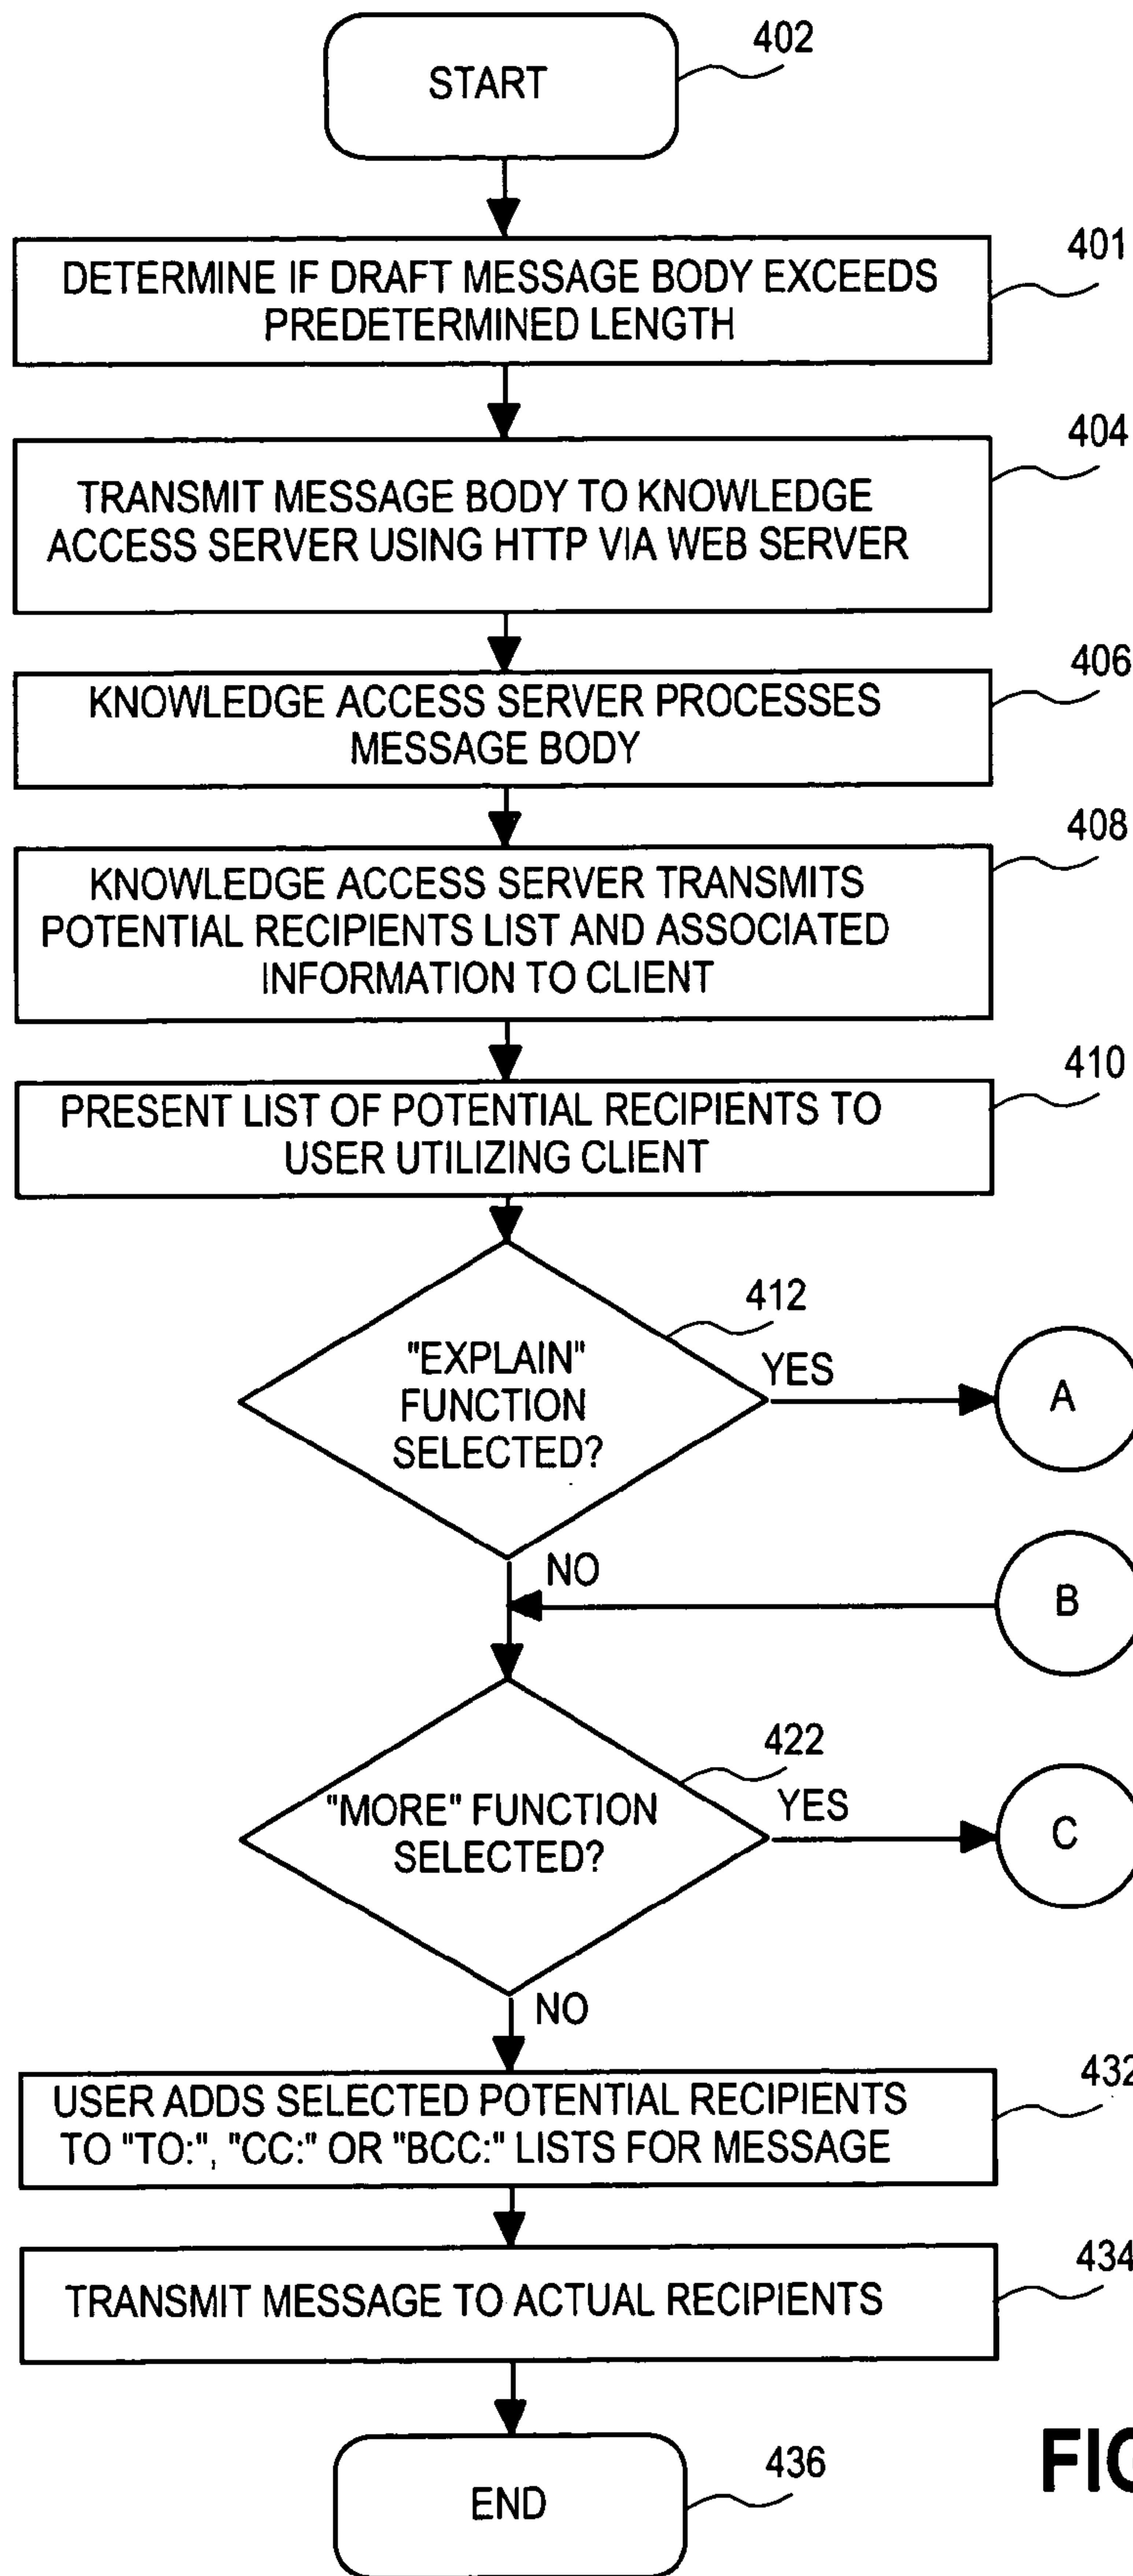 START
402
DETERMINE IF DRAFT MESSAGE BODY EXCEEDS
PREDETERMINED LENGTH
401
TRANSMIT MESSAGE BODY TO KNOWLEDGE
ACCESS SERVER USING HTTP VIA WEB SERVER
404
KNOWLEDGE ACCESS SERVER PROCESSES
MESSAGE BODY
406
KNOWLEDGE ACCESS SERVER TRANSMITS
POTENTIAL RECIPIENTS LIST AND ASSOCIATED
INFORMATION TO CLIENT
408
PRESENT LIST OF POTENTIAL RECIPIENTS TO
USER UTILIZING CLIENT
410
"EXPLAIN"
FUNCTION
SELECTED?
412
YES
A
NO
B
"MORE" FUNCTION
SELECTED?
422
YES
C
NO
USER ADDS SELECTED POTENTIAL RECIPIENTS
TO "TO:", "CC:" OR "BCC:" LISTS FOR MESSAGE
432
TRANSMIT MESSAGE TO ACTUAL RECIPIENTS
434
END
436
FIG